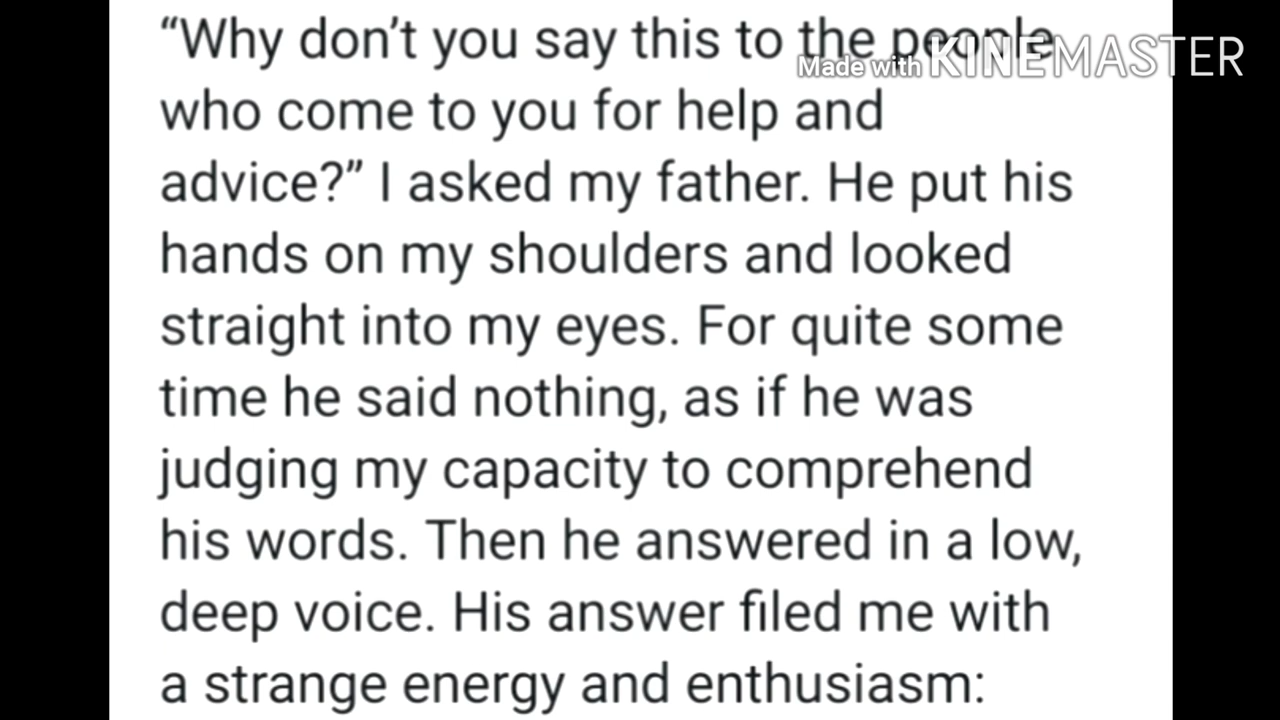 “Why don’t you say this to the people
Made with KINEMASTER
who come to you for help and
advice?” I asked my father. He put his
hands on my shoulders and looked
straight into my eyes. For quite some
time he said nothing, as if he was
judging my capacity to comprehend
his words. Then he answered in a low,
deep voice. His answer filed me with
a strange energy and enthusiasm: